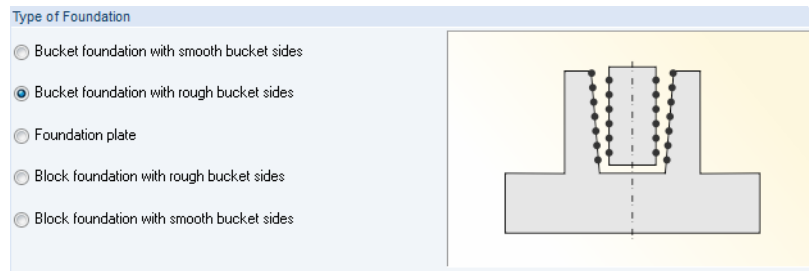 Type of Foundation
Bucket foundation with smooth bucket sides
Bucket foundation with rough bucket sides
Foundation plate
Block foundation with rough bucket sides
Block foundation with smooth bucket sides